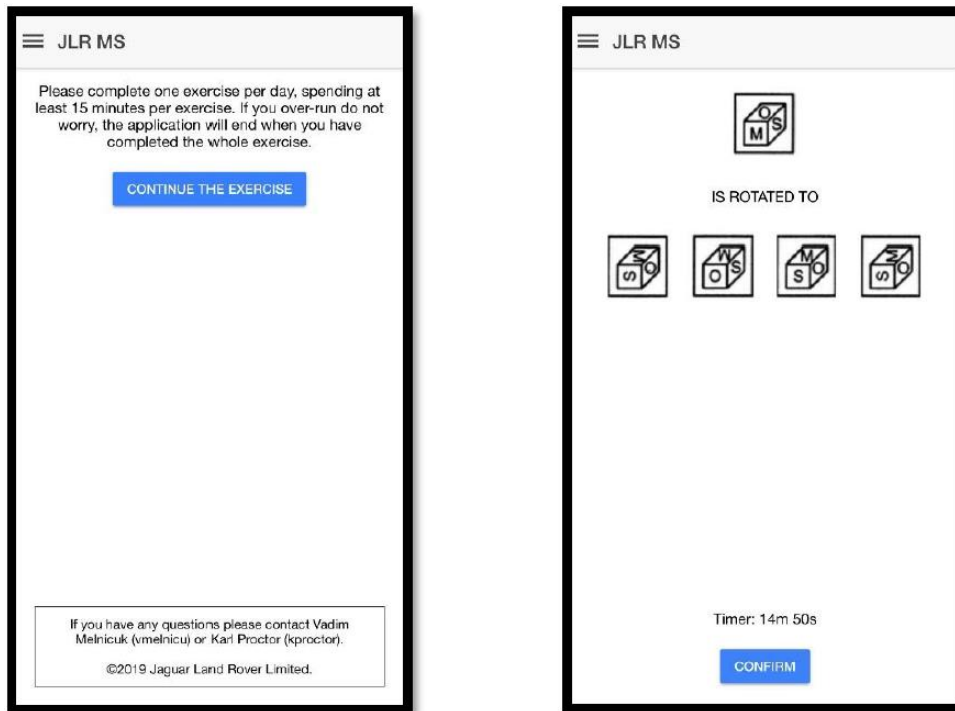 JLR MS
Please complete one exercise per day, spending at
least 15 minutes per exercise. If you over-run do not
worry, the application will end when you have
completed the whole exercise.
CONTINUE THE EXERCISE
If you have any questions please contact Vadim
Melnicuk (vmelnicu) or Karl Proctor (kproctor).
©2019 Jaguar Land Rover Limited.
JLR MS
O
M S
IS ROTATED TO
M S O
M O S
M S O
M S O
Timer: 14m 50s
CONFIRM